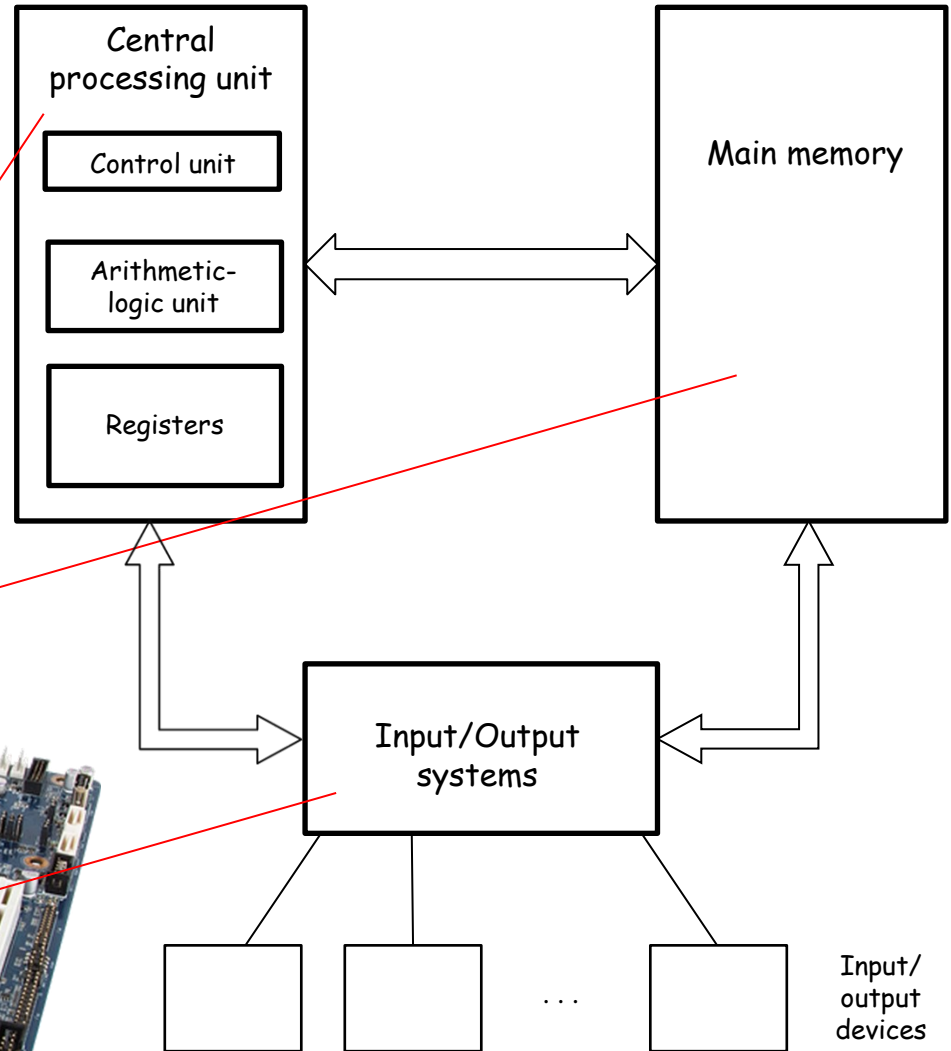 Central
processing unit
Control unit
Arithmetic-
logic unit
Registers
Main memory
Input/Output
systems
. . .
Input/
output
devices